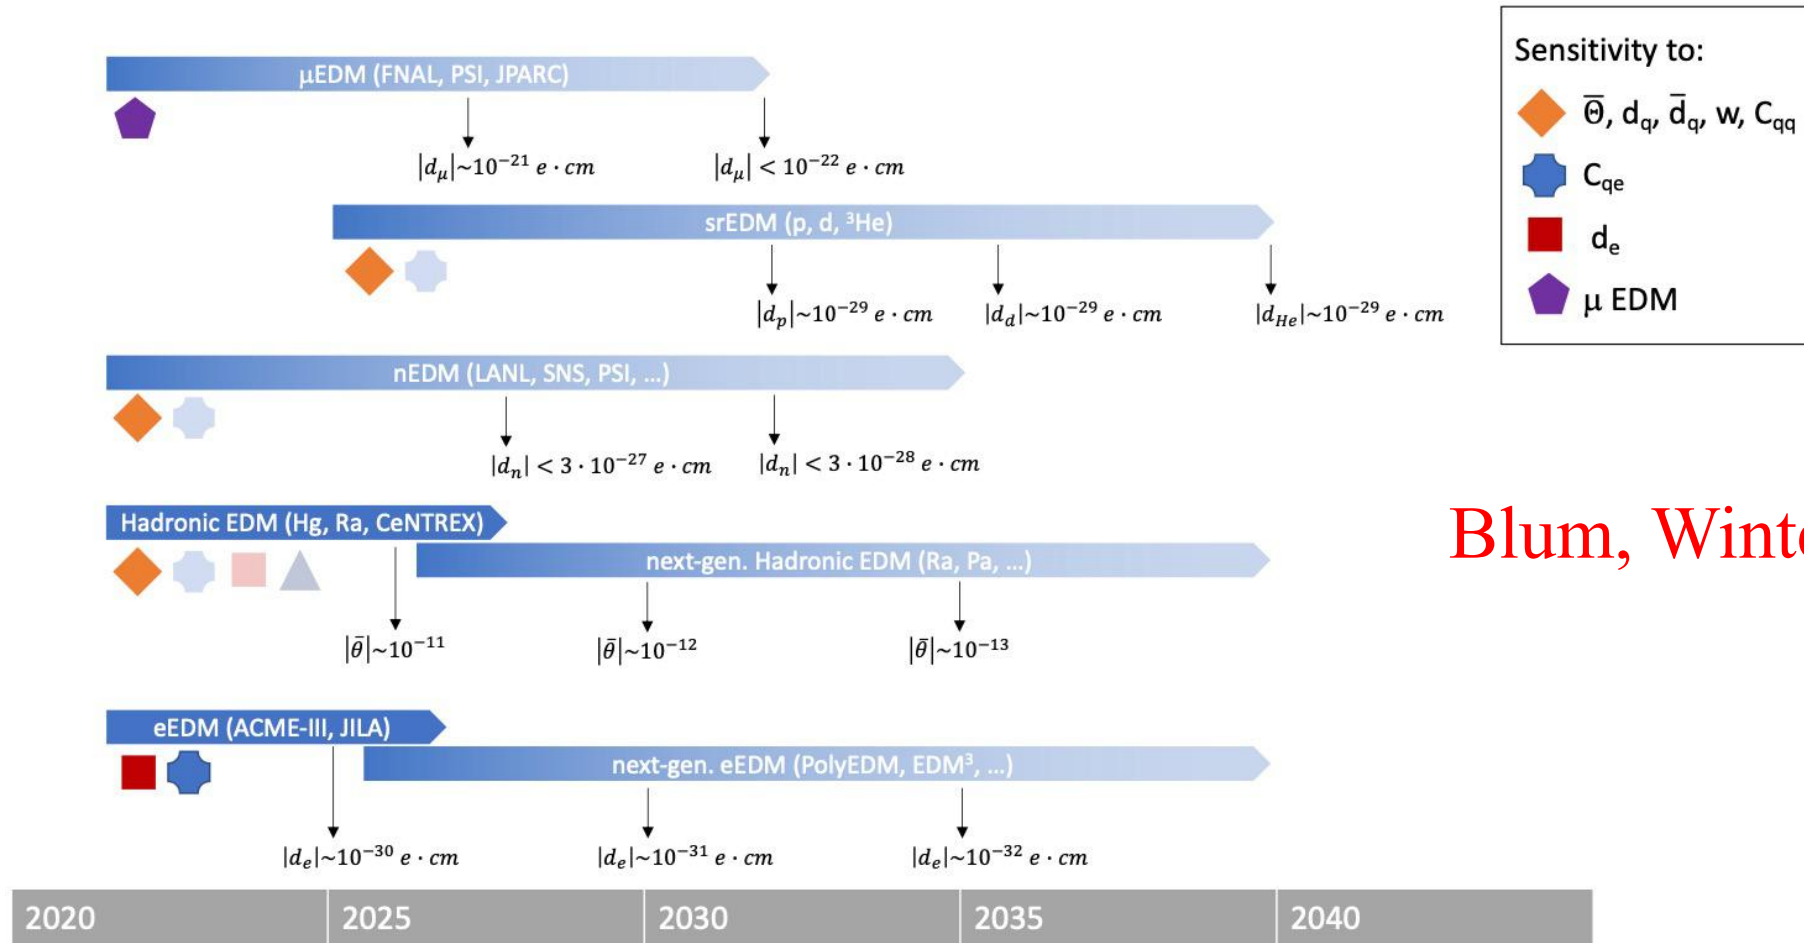 μEDM (FNAL, PSI, JPARC)
|dμ|~10⁻²¹ e · cm
|dμ| < 10⁻²² e · cm
srEDM (p, d, ³He)
|dp|~10⁻²⁹ e · cm
|dd|~10⁻²⁹ e · cm
|dHe|~10⁻²⁹ e · cm
nEDM (LANL, SNS, PSI, ...)
|dn| < 3 · 10⁻²⁷ e · cm
|dn| < 3 · 10⁻²⁸ e · cm
Hadronic EDM (Hg, Ra, CeNTREX)
next-gen. Hadronic EDM (Ra, Pa, ...)
|θ̄|~10⁻¹¹
|θ̄|~10⁻¹²
|θ̄|~10⁻¹³
eEDM (ACME-III, JILA)
next-gen. eEDM (PolyEDM, EDM³, ...)
|de|~10⁻³⁰ e · cm
|de|~10⁻³¹ e · cm
|de|~10⁻³² e · cm
2020
2025
2030
2035
2040
Sensitivity to:
Θ̄, dq, d̄q, w, Cqq
Cqe
de
μ EDM
Blum,